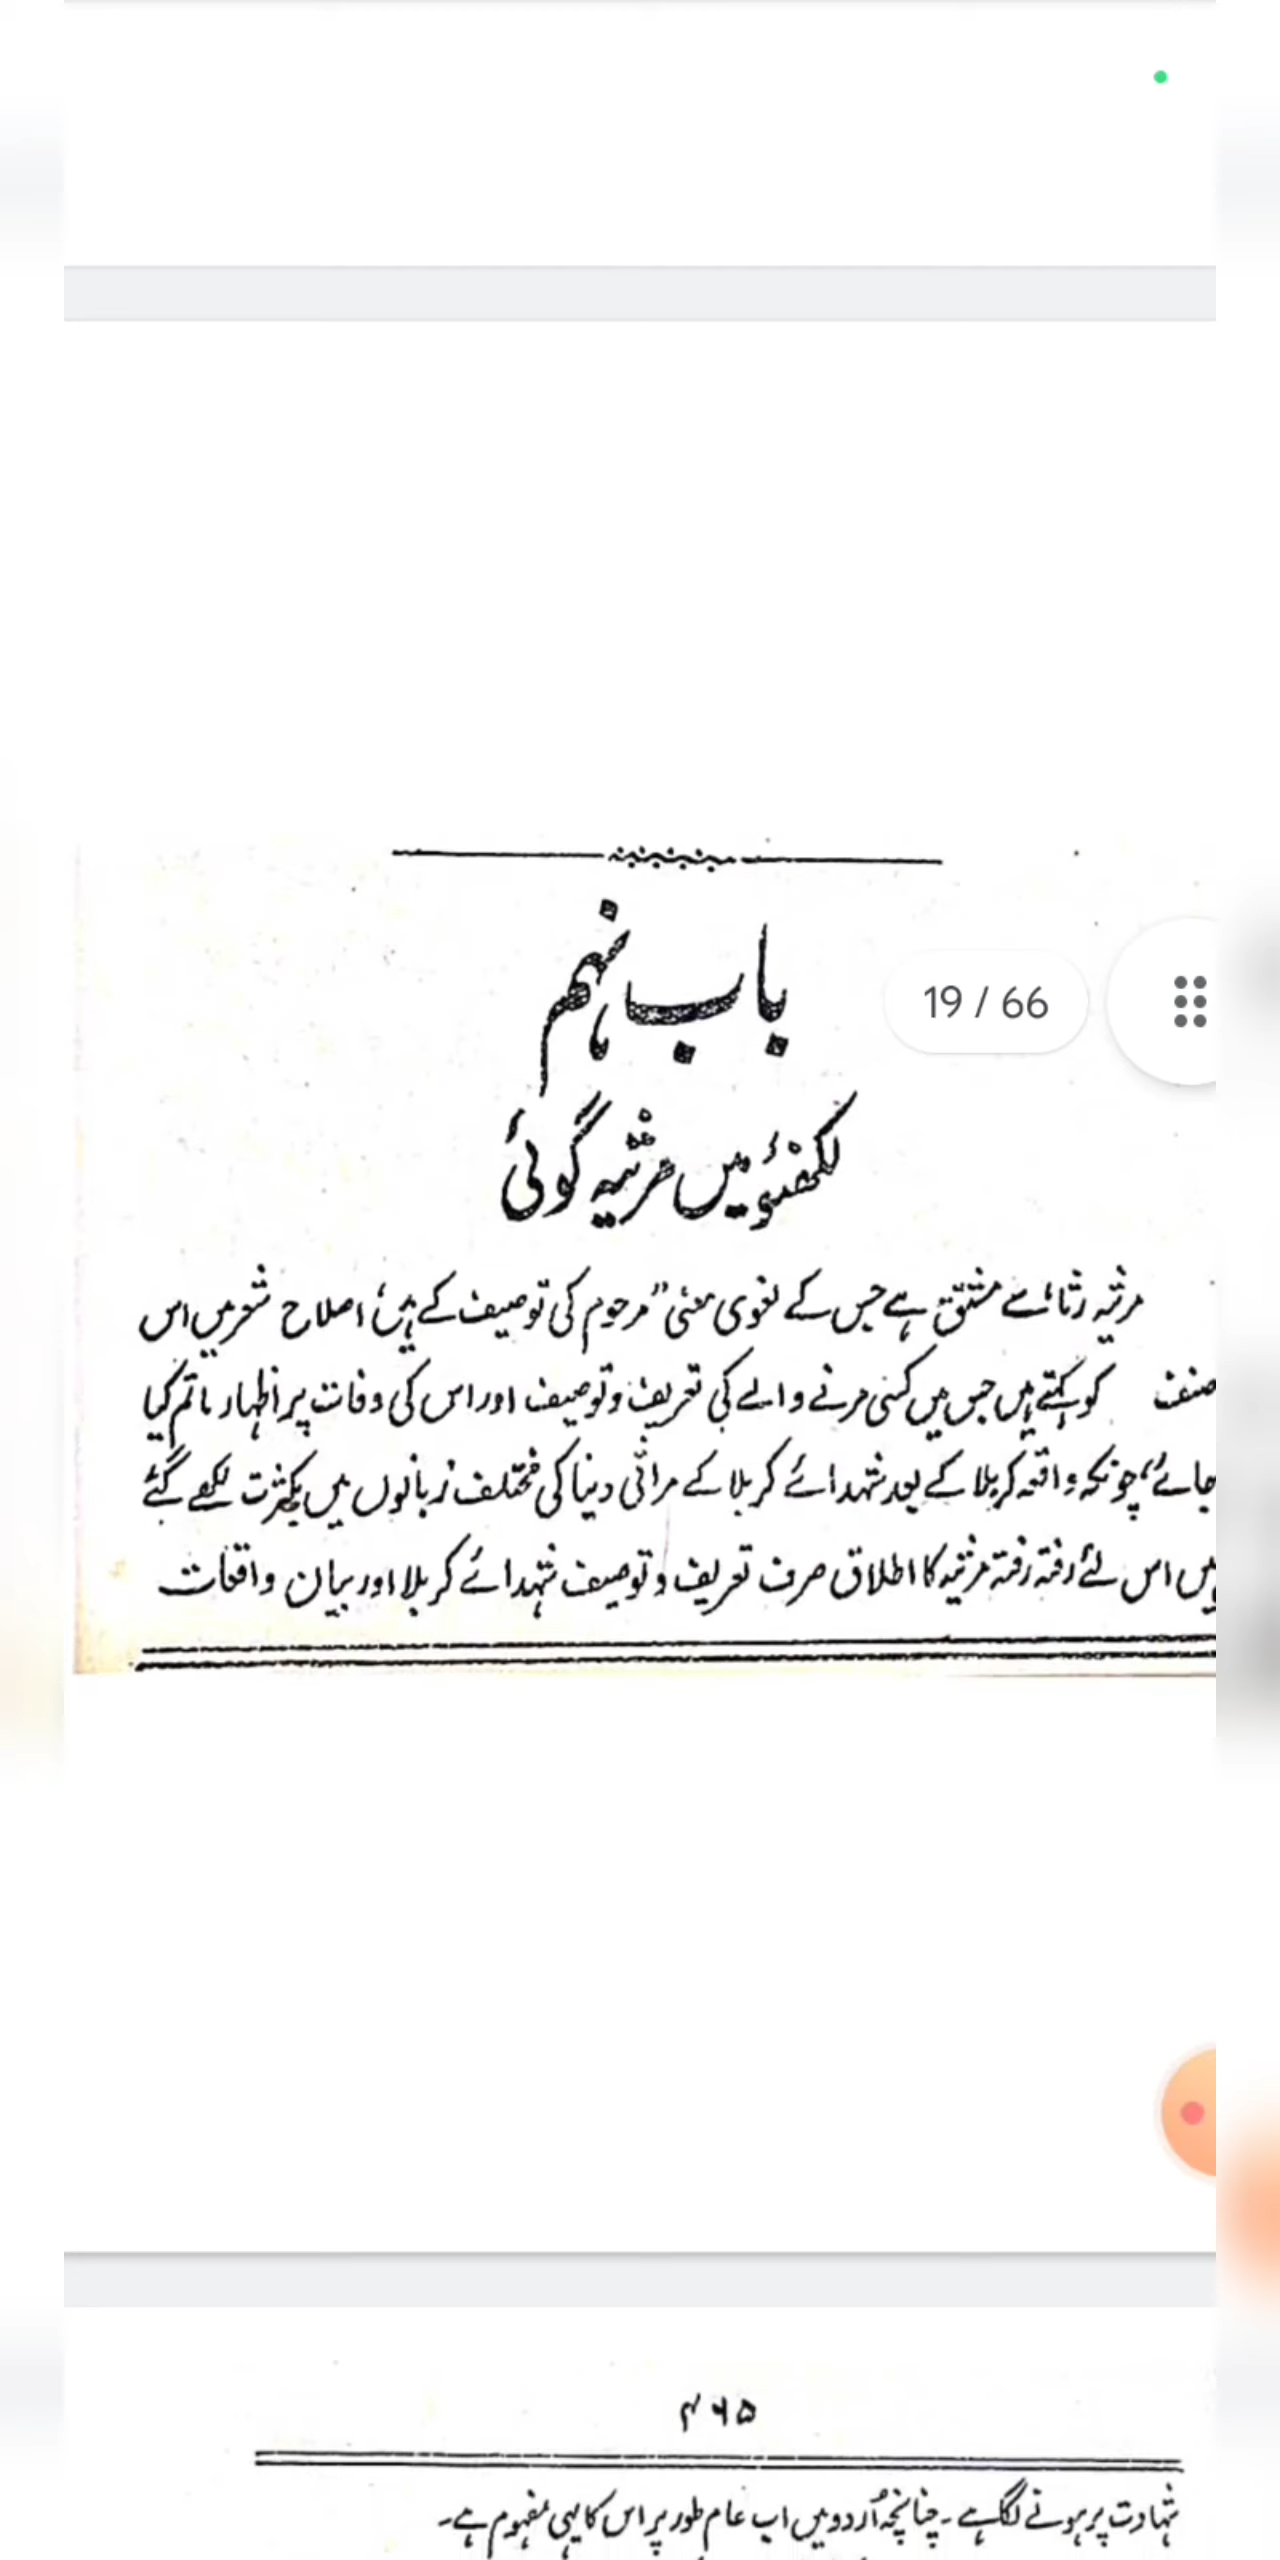 باب نہم
19 / 66
لکھنؤ میں مرثیہ گوئی
مرثیہ رثاء سے مشتق ہے جس کے لغوی معنی "مرحوم کی توصیف کے ہیں، اصلاح شعر میں اس
صنف کو کہتے ہیں جس میں کسی مرنے والے کی تعریف و توصیف اور اس کی وفات پر اظہار ماتم کیا
جائے، چونکہ واقعہ کربلا کے بعد شہدائے کربلا کے مراثی دنیا کی مختلف زبانوں میں بکثرت لکھے گئے
ہیں اس لئے رفتہ رفتہ مرثیہ کا اطلاق صرف تعریف و توصیف شہدائے کربلا اور بیان واقعات
۴۶۵
شہادت پر ہونے لگا ہے۔ چنانچہ اُردو میں اب عام طور پر اس کا یہی مفہوم ہے۔